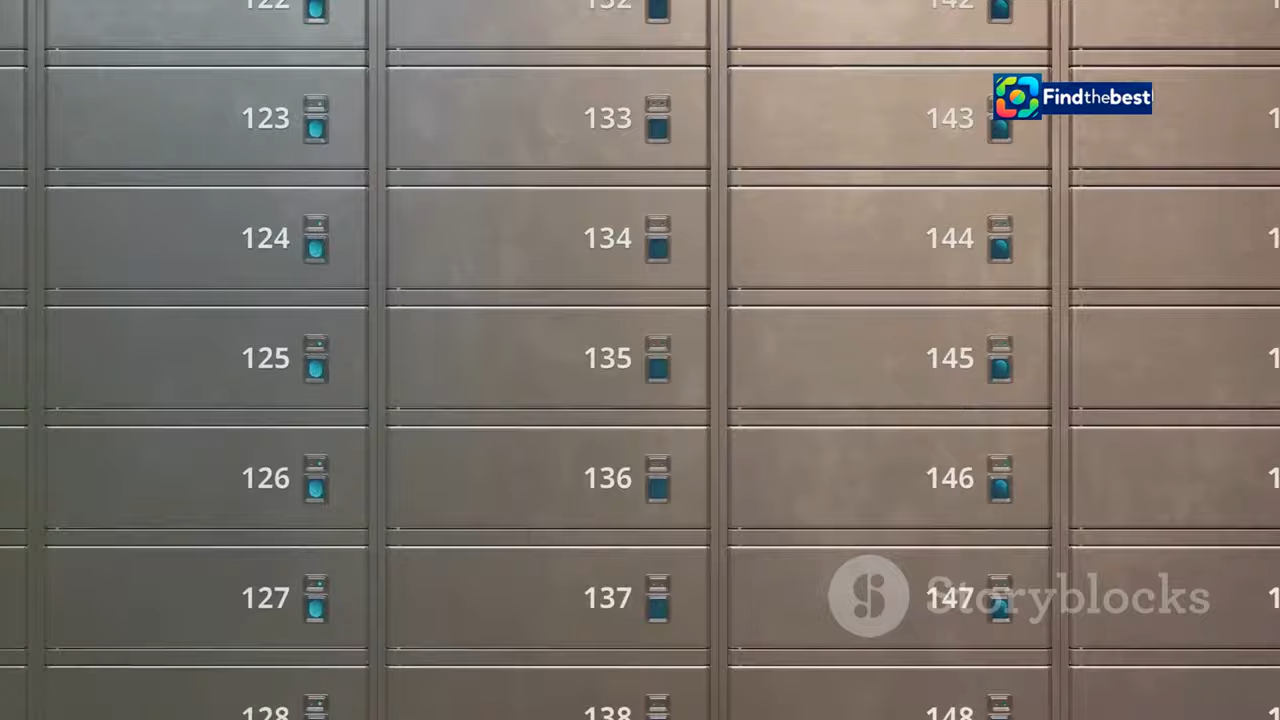 122 132 142
123 133 143
Findthebest
124 134 144
125 135 145
126 136 146
127 137 147
Storyblocks
128 138 148